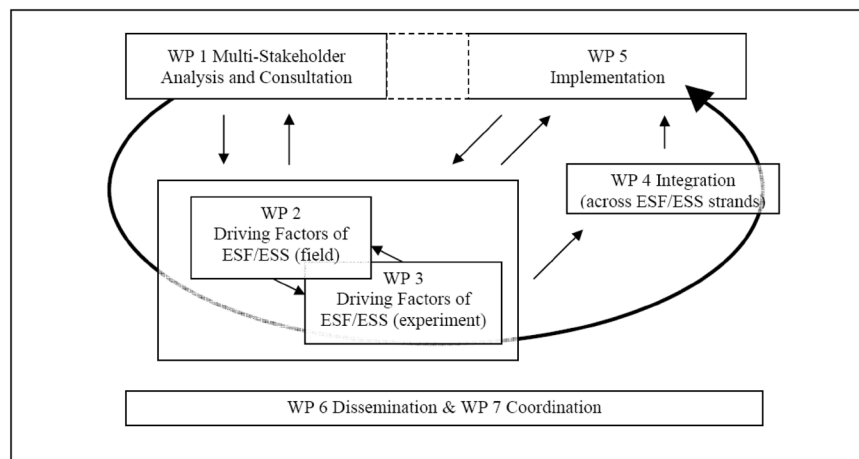 WP 1 Multi-Stakeholder
Analysis and Consultation
WP 5
Implementation
WP 4 Integration
(across ESF/ESS strands)
WP 2
Driving Factors of
ESF/ESS (field)
WP 3
Driving Factors of
ESF/ESS (experiment)
WP 6 Dissemination & WP 7 Coordination